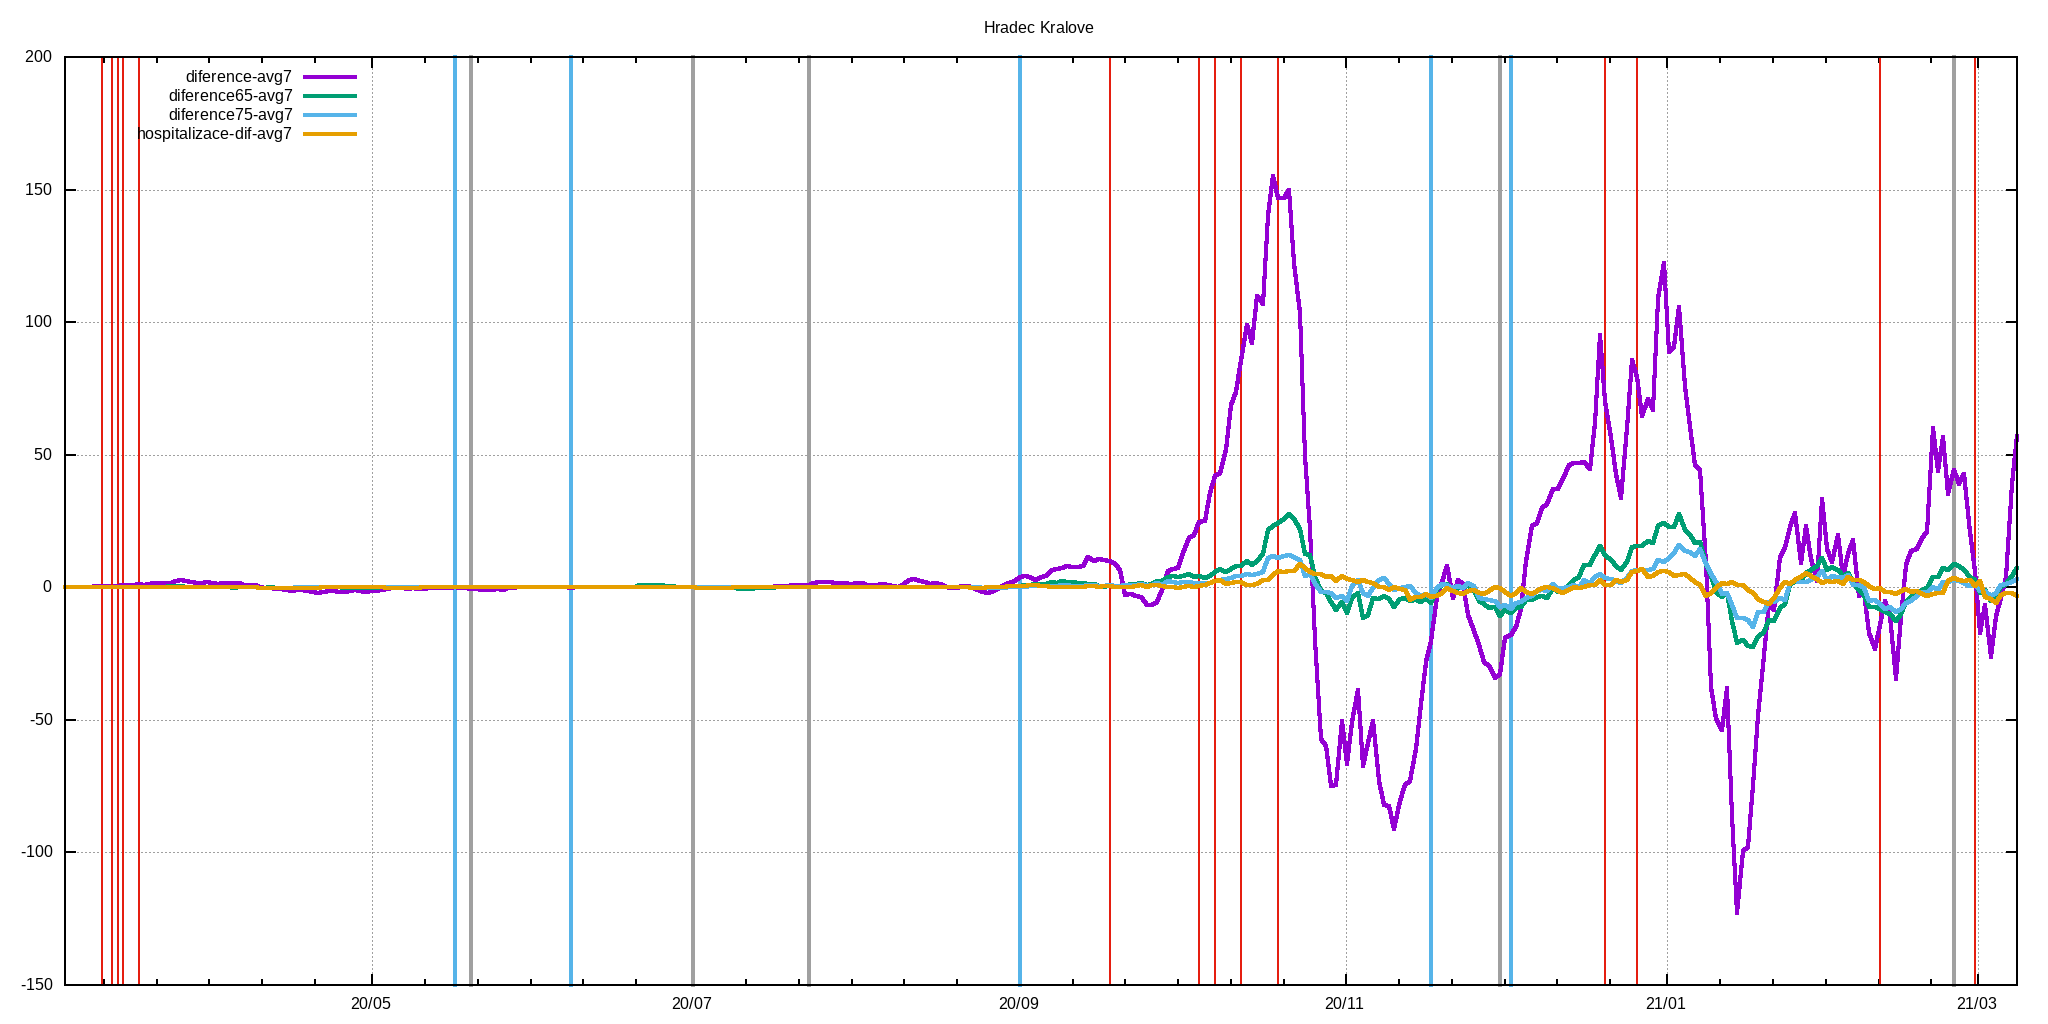 Hradec Kralove
200
150
100
50
0
-50
-100
-150
diference-avg7
diference65-avg7
diference75-avg7
hospitalizace-dif-avg7
20/05
20/07
20/09
20/11
21/01
21/03